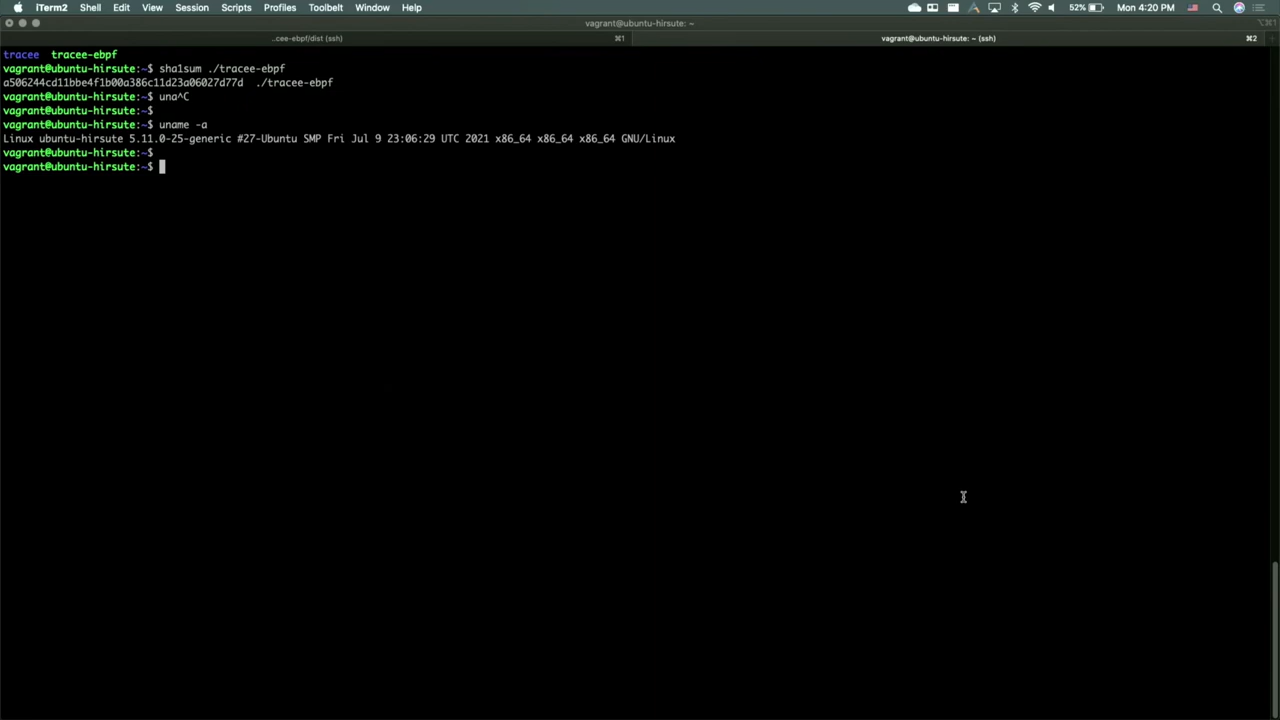 iTerm2 Shell Edit View Session Scripts Profiles Toolbelt Window Help 52% Mon 4:20 PM
vagrant@ubuntu-hirsute: ~ ⌥⌘1
..cee-ebpf/dist (ssh) ⌘1 vagrant@ubuntu-hirsute: ~ (ssh) ⌘2
tracee tracee-ebpf
vagrant@ubuntu-hirsute:~$ sha1sum ./tracee-ebpf
a506244cd11bbe4f1b00a386c11d23a06027d77d ./tracee-ebpf
vagrant@ubuntu-hirsute:~$ una^C
vagrant@ubuntu-hirsute:~$
vagrant@ubuntu-hirsute:~$ uname -a
Linux ubuntu-hirsute 5.11.0-25-generic #27-Ubuntu SMP Fri Jul 9 23:06:29 UTC 2021 x86_64 x86_64 x86_64 GNU/Linux
vagrant@ubuntu-hirsute:~$
vagrant@ubuntu-hirsute:~$